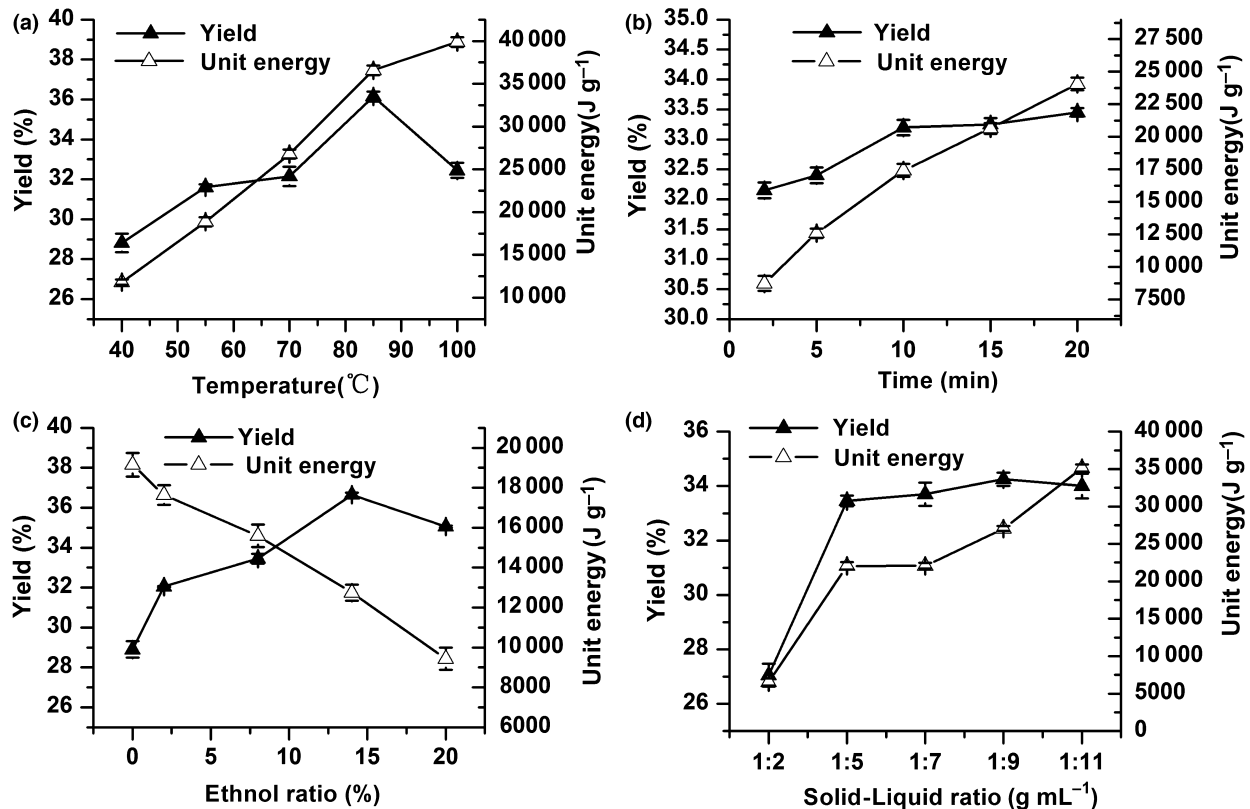 (a)
Yield
Unit energy
40
38
36
34
32
30
28
26
Yield (%)
40 000
35 000
30 000
25 000
20 000
15 000
10 000
Unit energy(J g⁻¹)
40 50 60 70 80 90 100
Temperature(℃)
(b)
Yield
Unit energy
35.0
34.5
34.0
33.5
33.0
32.5
32.0
31.5
31.0
30.5
30.0
Yield (%)
27 500
25 000
22 500
20 000
17 500
15 000
12 500
10 000
7500
Unit energy(J g⁻¹)
0 5 10 15 20
Time (min)
(c)
Yield
Unit energy
40
38
36
34
32
30
28
26
Yield (%)
20 000
18 000
16 000
14 000
12 000
10 000
8000
6000
Unit energy (J g⁻¹)
0 5 10 15 20
Ethnol ratio (%)
(d)
Yield
Unit energy
36
34
32
30
28
26
Yield (%)
40 000
35 000
30 000
25 000
20 000
15 000
10 000
5000
0
Unit energy (J g⁻¹)
1:2 1:5 1:7 1:9 1:11
Solid-Liquid ratio (g mL⁻¹)